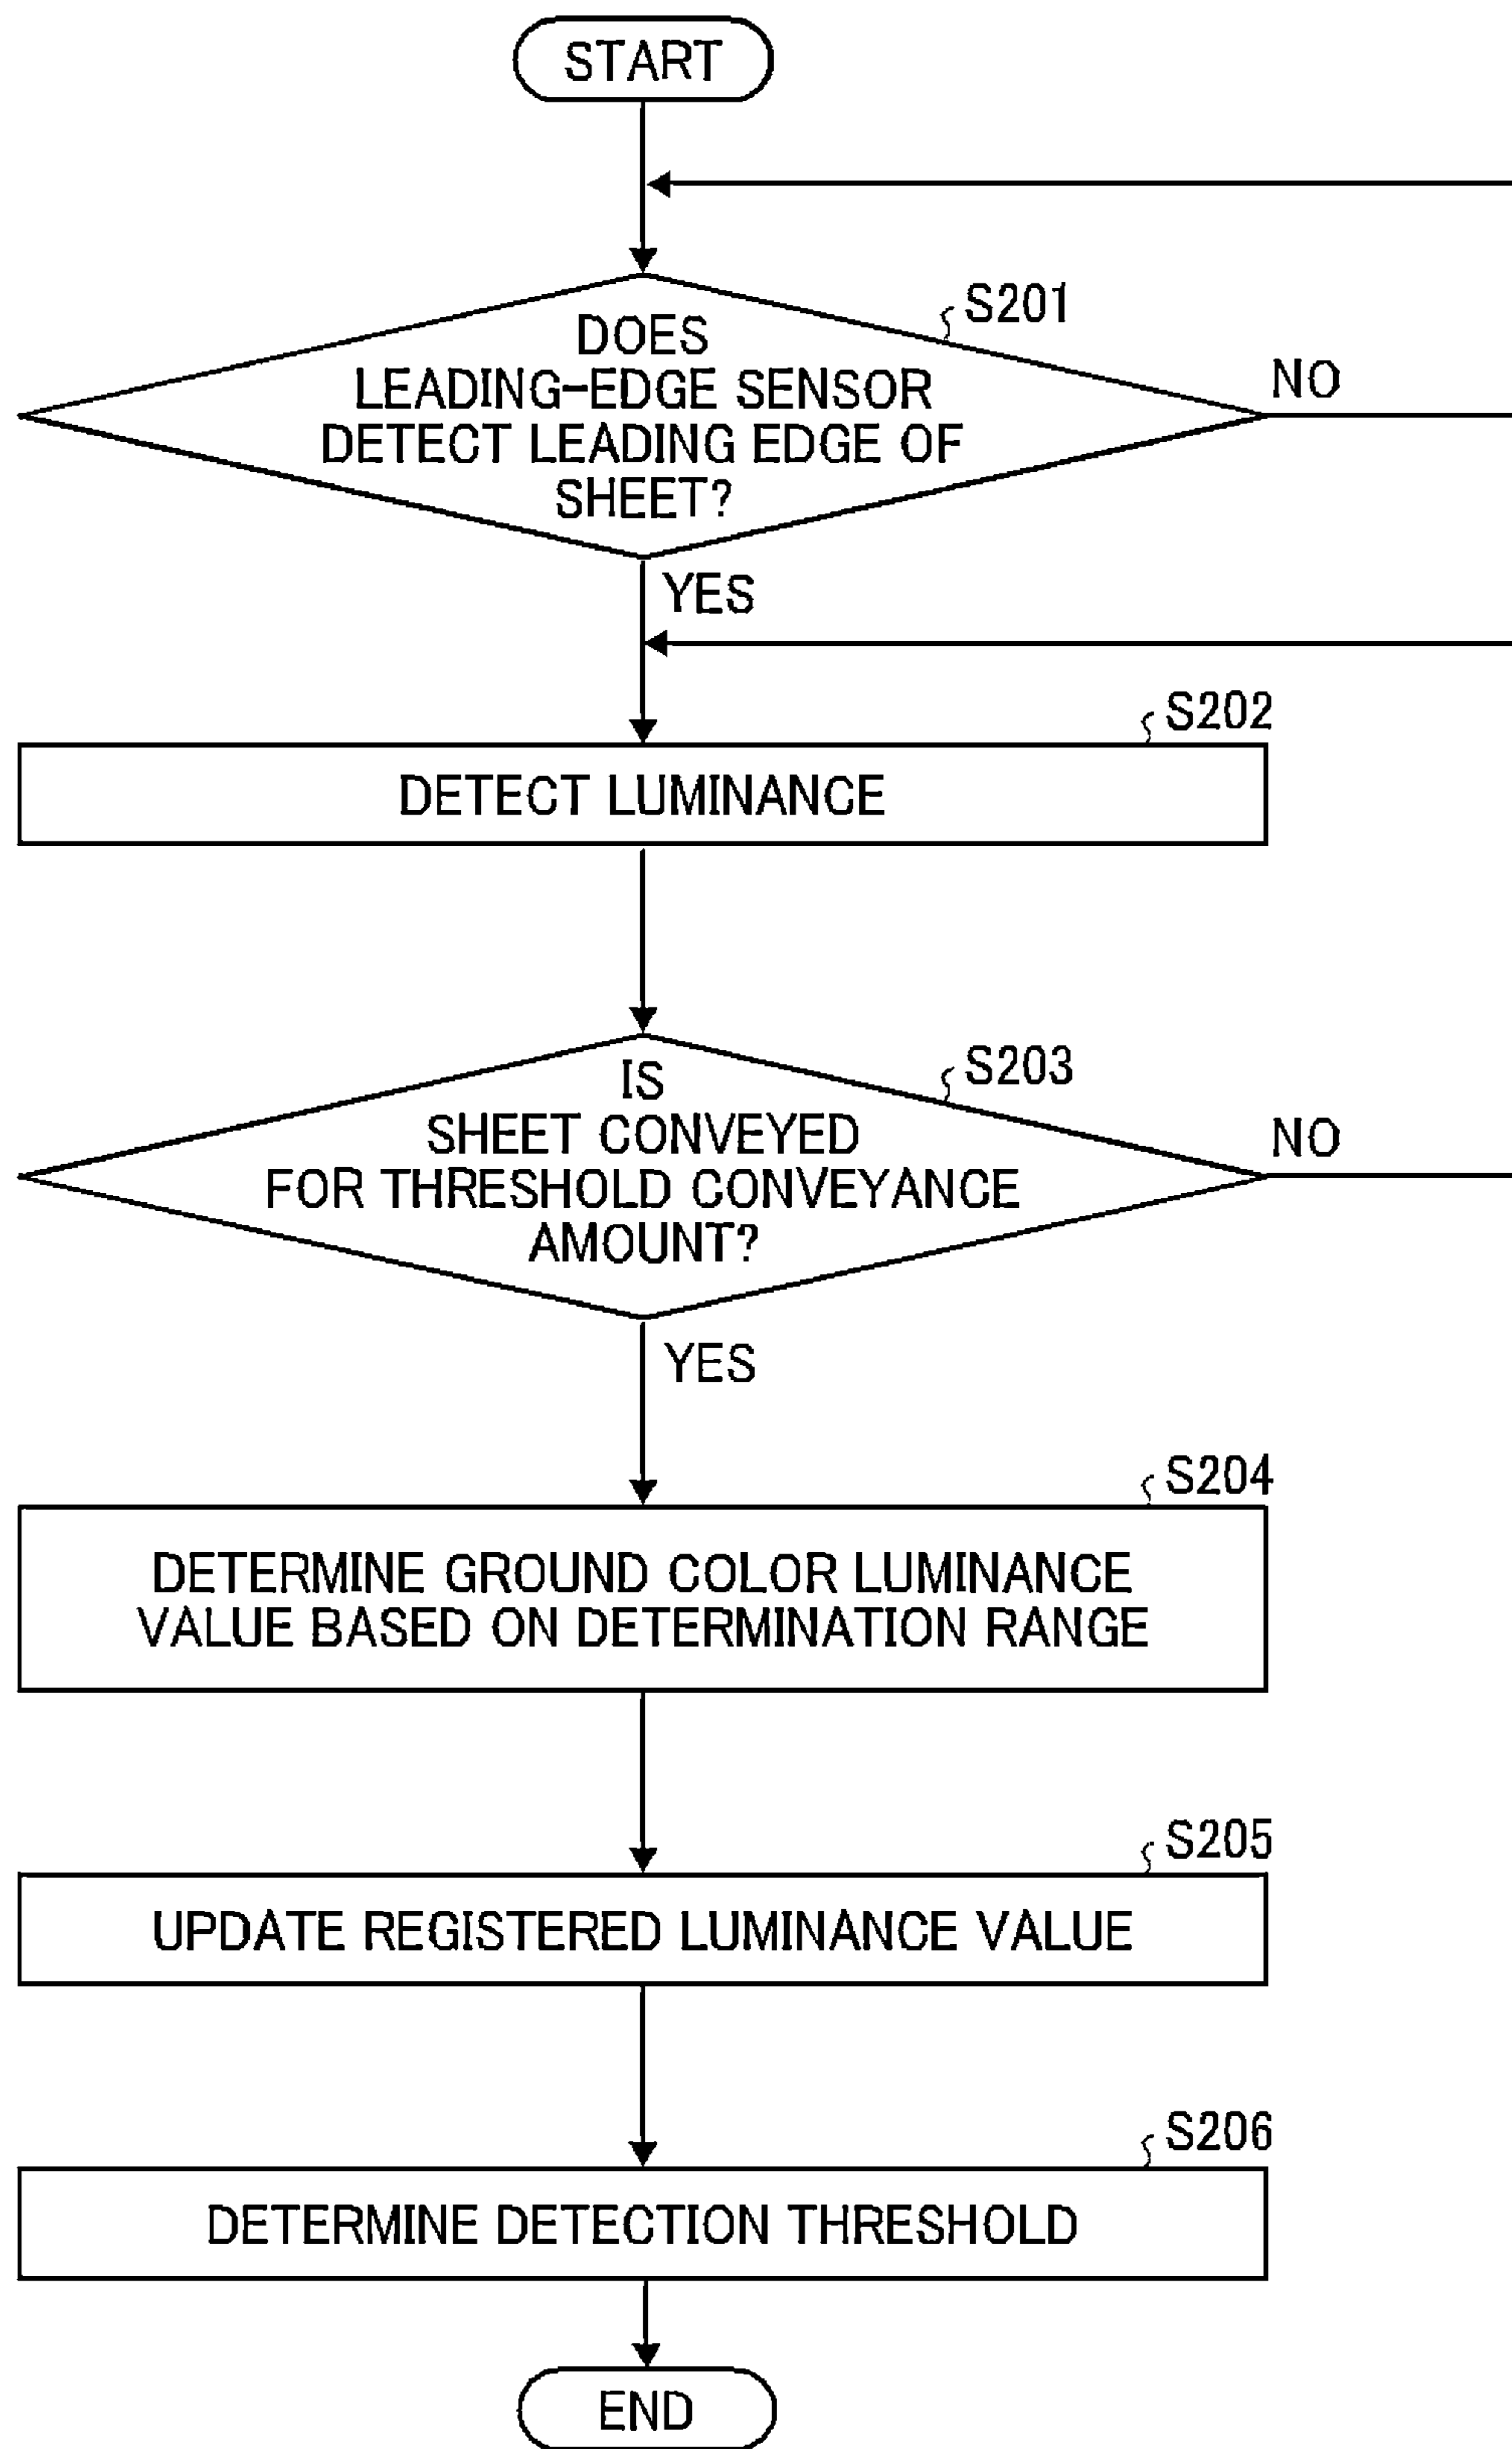 START
S201
DOES
LEADING-EDGE SENSOR
DETECT LEADING EDGE OF
SHEET?
NO
YES
S202
DETECT LUMINANCE
S203
IS
SHEET CONVEYED
FOR THRESHOLD CONVEYANCE
AMOUNT?
NO
YES
S204
DETERMINE GROUND COLOR LUMINANCE
VALUE BASED ON DETERMINATION RANGE
S205
UPDATE REGISTERED LUMINANCE VALUE
S206
DETERMINE DETECTION THRESHOLD
END